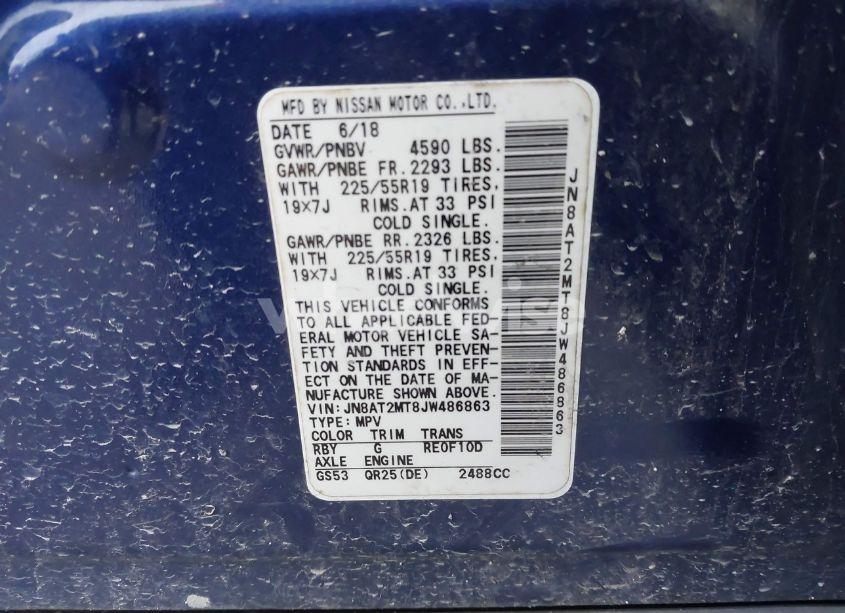 MFD BY NISSAN MOTOR CO.,LTD.
DATE 6/18
GVWR/PNBV 4590 LBS.
GAWR/PNBE FR. 2293 LBS.
WITH 225/55R19 TIRES,
19×7J RIMS.AT 33 PSI
COLD SINGLE.
GAWR/PNBE RR. 2326 LBS.
WITH 225/55R19 TIRES,
19×7J RIMS.AT 33 PSI
COLD SINGLE.
THIS VEHICLE CONFORMS
TO ALL APPLICABLE FED-
ERAL MOTOR VEHICLE SA-
FETY AND THEFT PREVEN-
TION STANDARDS IN EFF-
ECT ON THE DATE OF MA-
NUFACTURE SHOWN ABOVE.
VIN:JN8AT2MT8JW486863
TYPE:MPV
COLOR TRIM TRANS
RBY G RE0F10D
AXLE ENGINE
GS53 QR25(DE) 2488CC
JN8AT2MT8JW486863